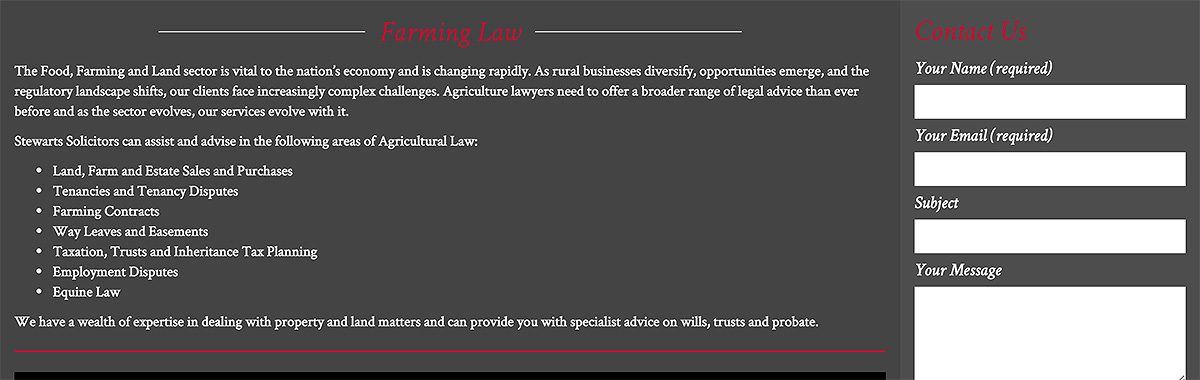 Farming Law
The Food, Farming and Land sector is vital to the nation’s economy and is changing rapidly. As rural businesses diversify, opportunities emerge, and the
regulatory landscape shifts, our clients face increasingly complex challenges. Agriculture lawyers need to offer a broader range of legal advice than ever
before and as the sector evolves, our services evolve with it.
Stewarts Solicitors can assist and advise in the following areas of Agricultural Law:
• Land, Farm and Estate Sales and Purchases
• Tenancies and Tenancy Disputes
• Farming Contracts
• Way Leaves and Easements
• Taxation, Trusts and Inheritance Tax Planning
• Employment Disputes
• Equine Law
We have a wealth of expertise in dealing with property and land matters and can provide you with specialist advice on wills, trusts and probate.
Contact Us
Your Name (required)
Your Email (required)
Subject
Your Message